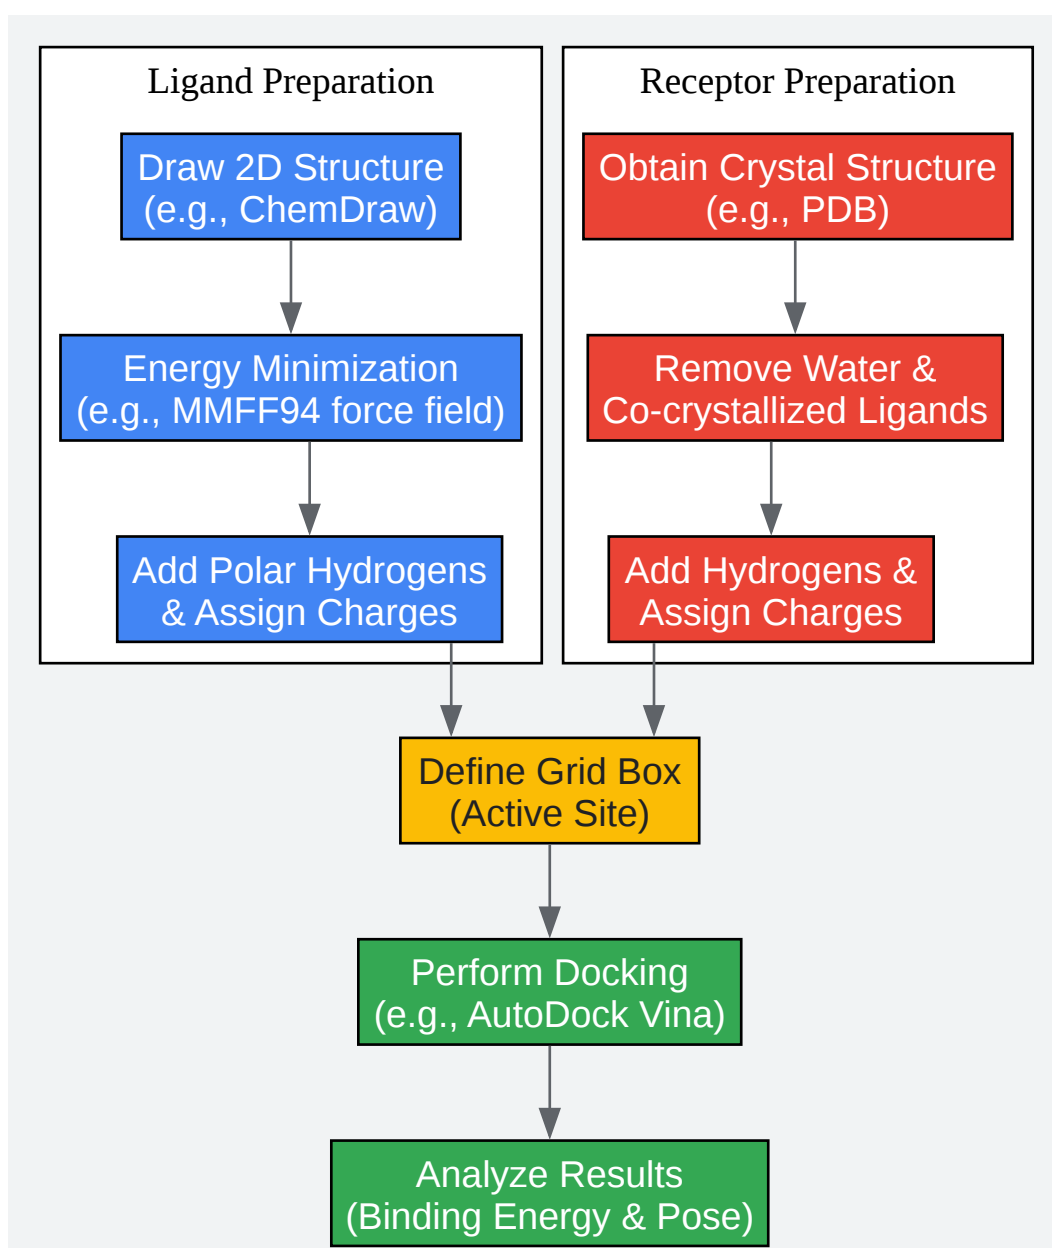 Ligand Preparation
Draw 2D Structure
(e.g., ChemDraw)
Energy Minimization
(e.g., MMFF94 force field)
Add Polar Hydrogens
& Assign Charges
Receptor Preparation
Obtain Crystal Structure
(e.g., PDB)
Remove Water &
Co-crystallized Ligands
Add Hydrogens &
Assign Charges
Define Grid Box
(Active Site)
Perform Docking
(e.g., AutoDock Vina)
Analyze Results
(Binding Energy & Pose)